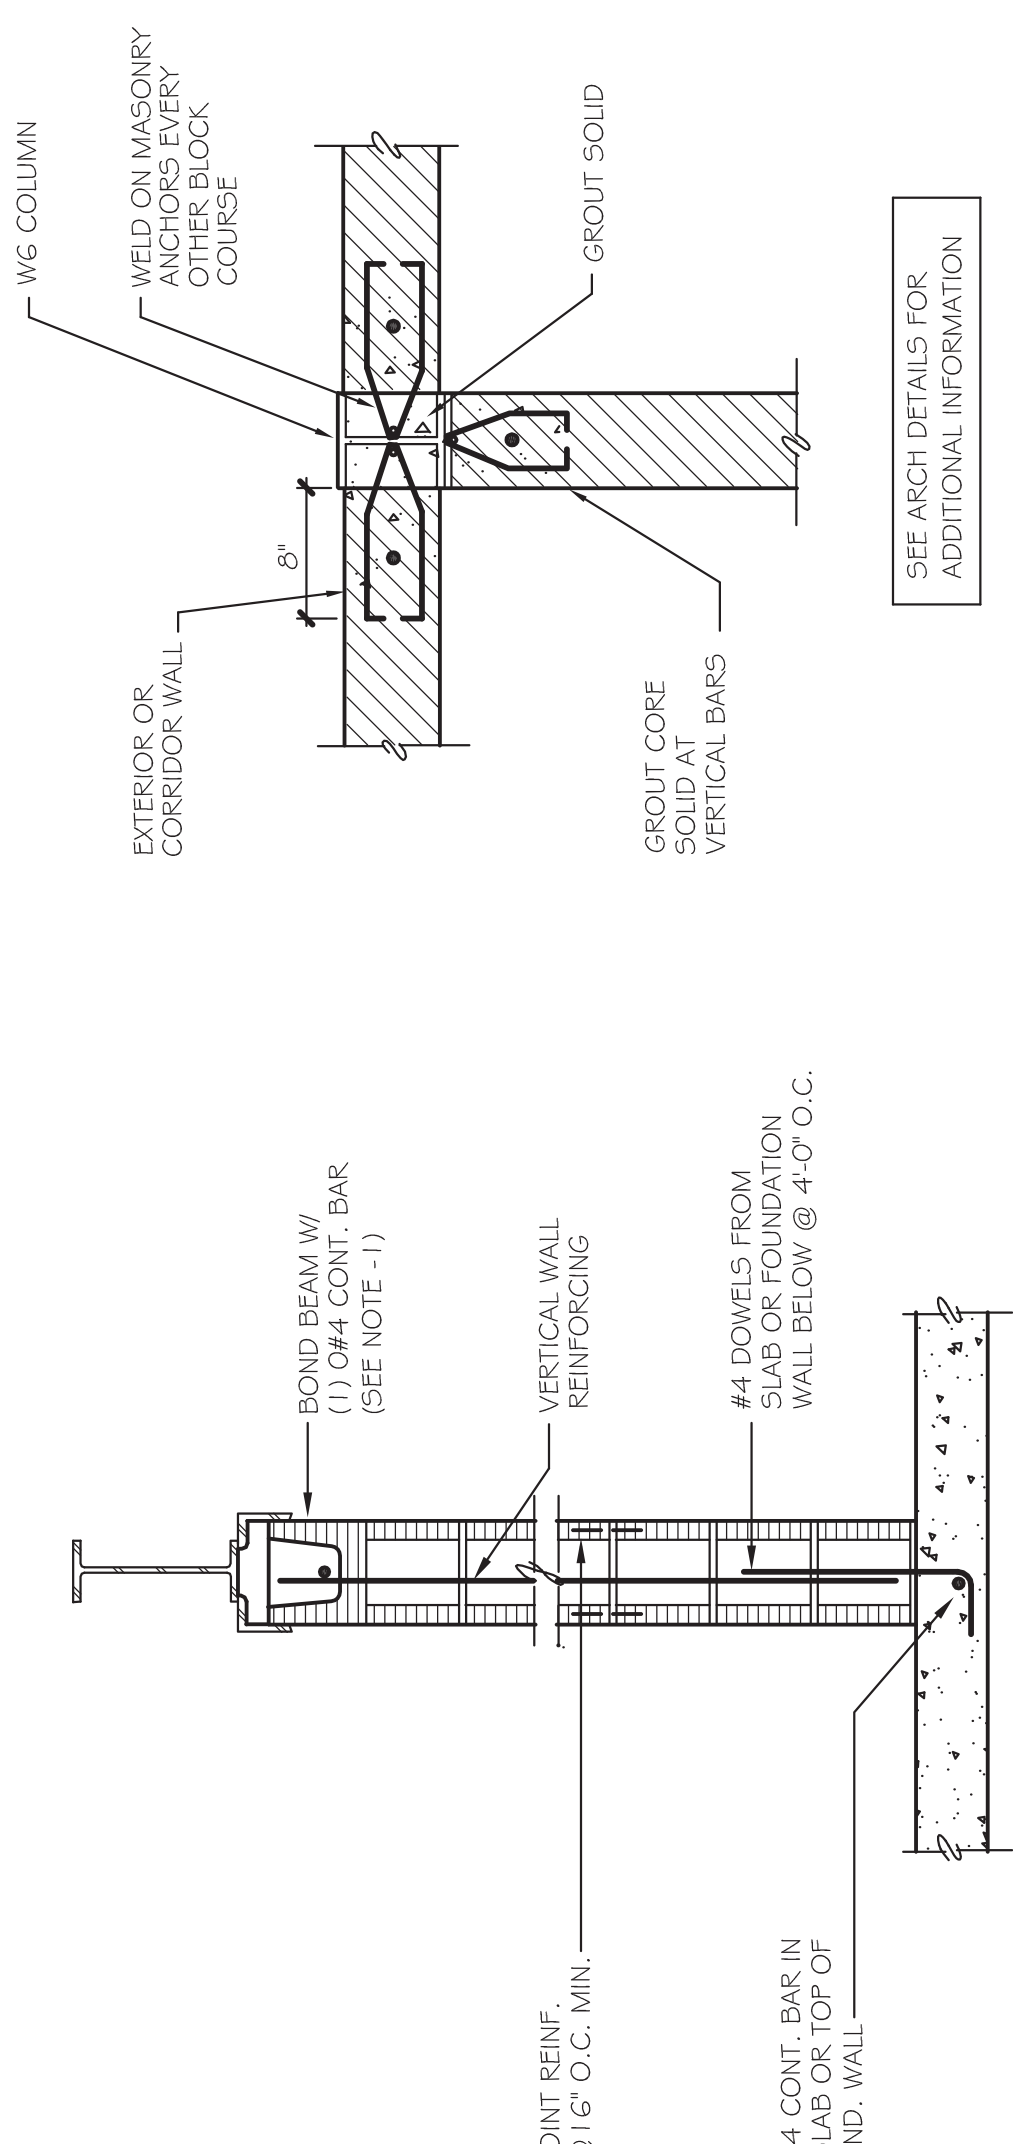 W6 COLUMN
WELD ON MASONRY
ANCHORS EVERY
OTHER BLOCK
COURSE
GROUT SOLID
8"
EXTERIOR OR
CORRIDOR WALL
GROUT CORE
SOLID AT
VERTICAL BARS
SEE ARCH DETAILS FOR
ADDITIONAL INFORMATION
BOND BEAM W/
(1) 0#4 CONT. BAR
(SEE NOTE -1)
VERTICAL WALL
REINFORCING
#4 DOWELS FROM
SLAB OR FOUNDATION
WALL BELOW @ 4'-0" O.C.
OINT REINF.
@16" O.C. MIN.
4 CONT. BAR IN
LAB OR TOP OF
ND. WALL